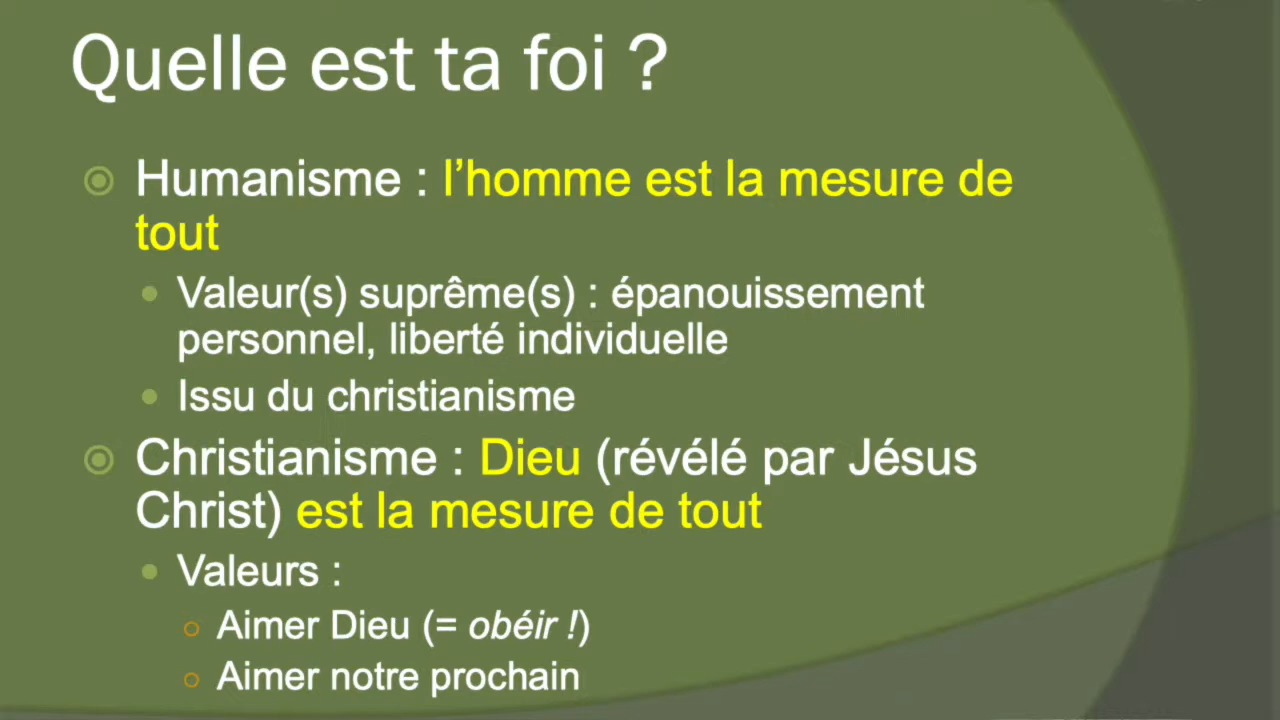 Quelle est ta foi ?
Humanisme : l’homme est la mesure de
tout
Valeur(s) suprême(s) : épanouissement
personnel, liberté individuelle
Issu du christianisme
Christianisme : Dieu (révélé par Jésus
Christ) est la mesure de tout
Valeurs :
Aimer Dieu (= obéir !)
Aimer notre prochain